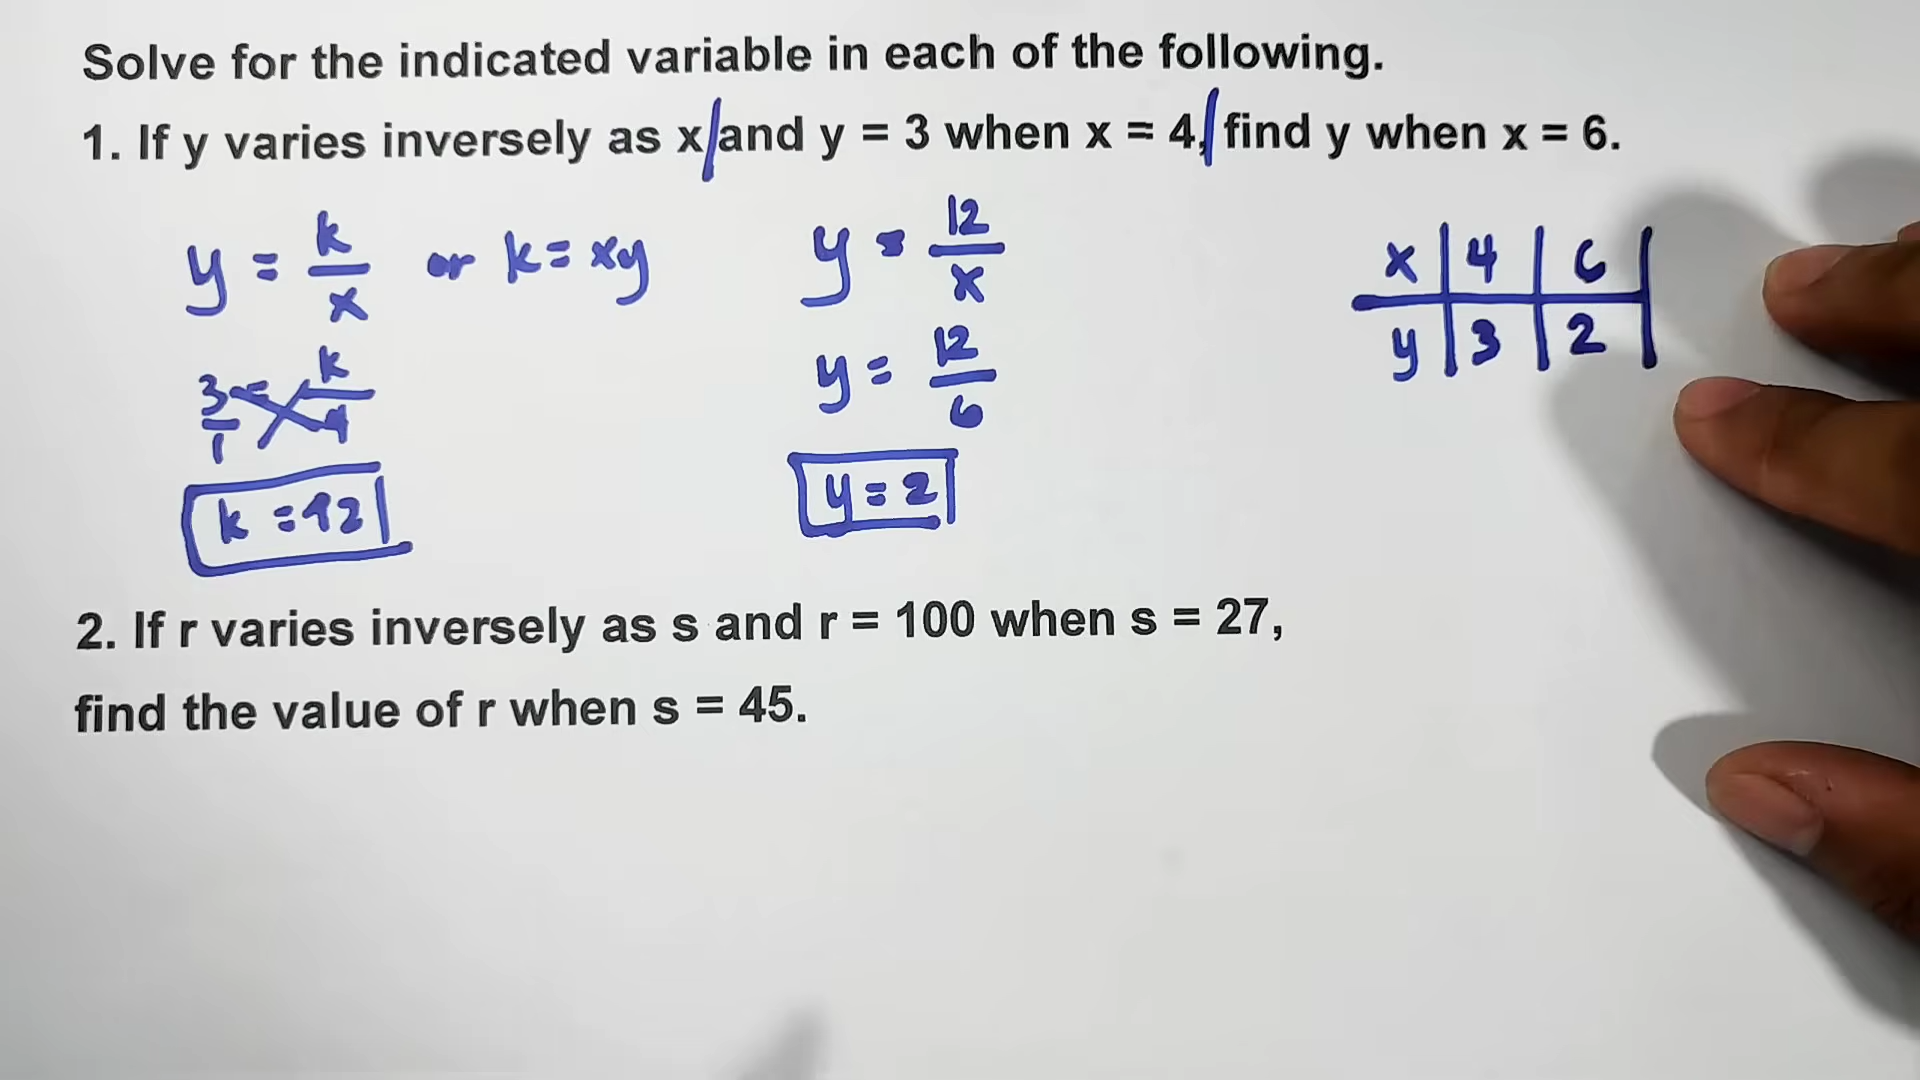 Solve for the indicated variable in each of the following.
1. If y varies inversely as x and y = 3 when x = 4, find y when x = 6.
y = k/x or k = xy
3/1 = k/4
k = 12
y = 12/x
y = 12/6
y = 2
x | 4 | 6
y | 3 | 2
2. If r varies inversely as s and r = 100 when s = 27,
find the value of r when s = 45.